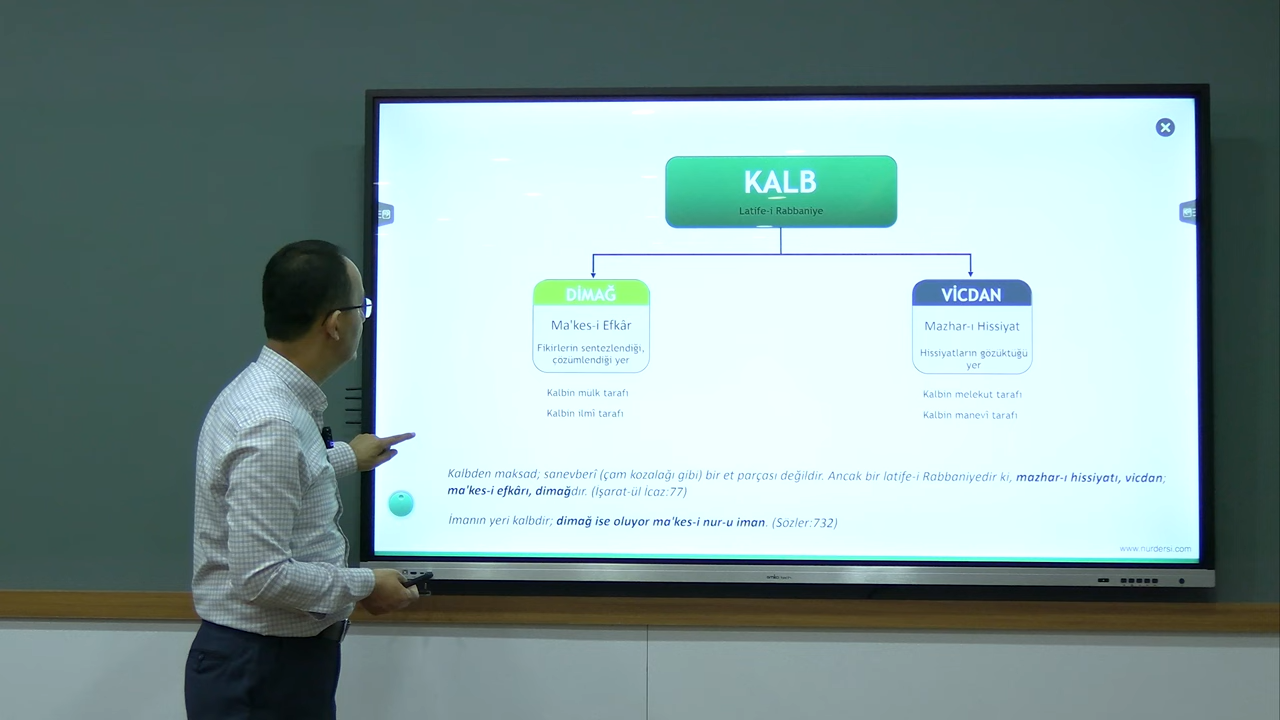 KALB
Latife-i Rabbaniye
DİMAĞ
Ma'kes-i Efkâr
Fikirlerin sentezlendiği,
çözümlendiği yer
Kalbin mülk tarafı
Kalbin ilmî tarafı
VİCDAN
Mazhar-ı Hissiyat
Hissiyatların gözüktüğü
yer
Kalbin melekut tarafı
Kalbin manevî tarafı
Kalbden maksad; sanevberî (çam kozalağı gibi) bir et parçası değildir. Ancak bir latife-i Rabbaniyedir ki, mazhar-ı hissiyatı, vicdan;
ma'kes-i efkârı, dimağdır. (İşarat-ül İcaz:77)
İmanın yeri kalbdir; dimağ ise oluyor ma'kes-i nur-u iman. (Sözler:732)
www.nurdersi.com